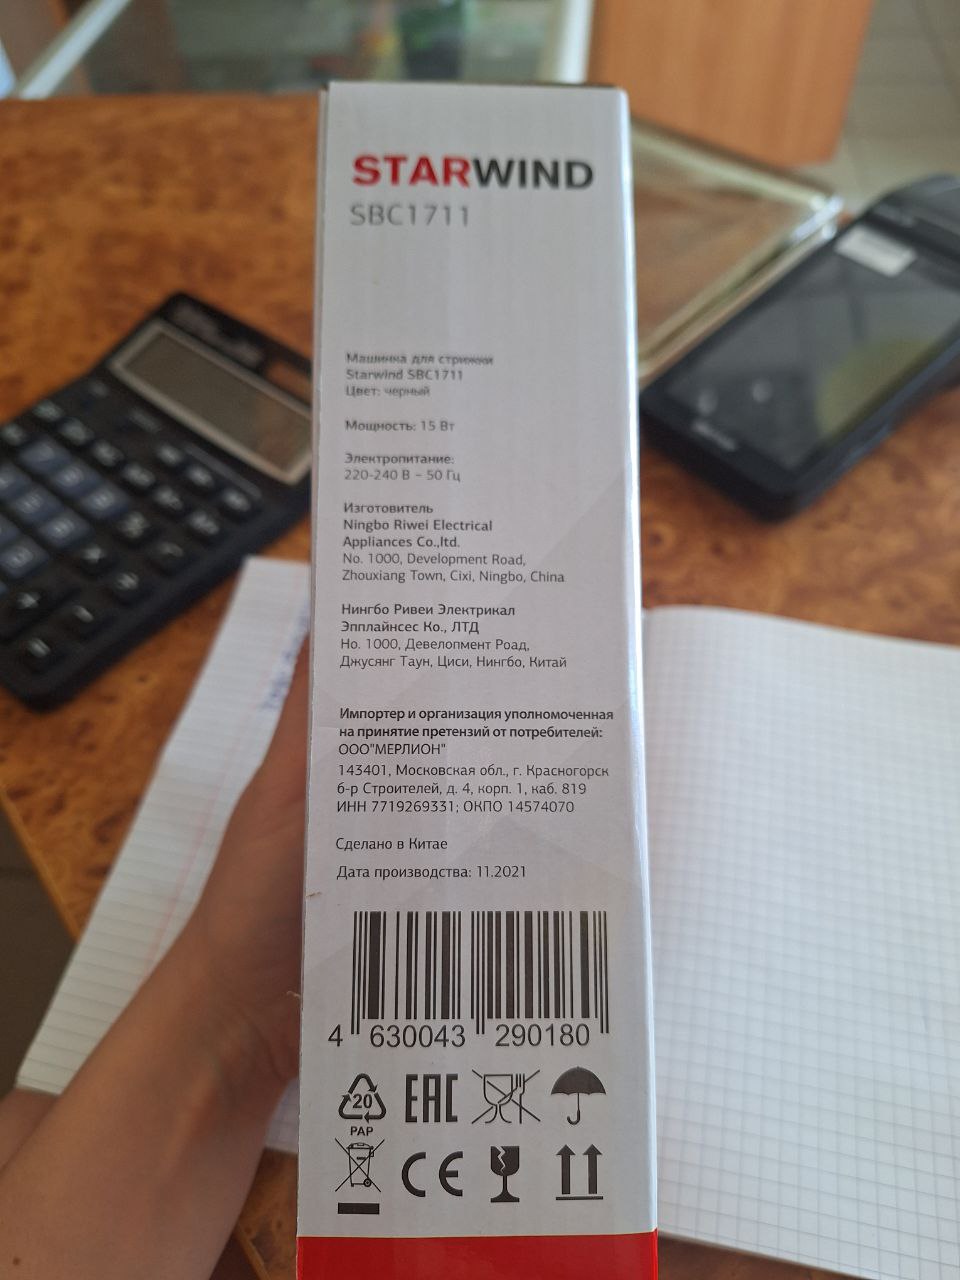 STARWIND
SBC1711
Машинка для стрижки
Starwind SBC1711
Цвет: черный
Мощность: 15 Вт
Электропитание:
220-240 В ~ 50 Гц
Изготовитель
Ningbo Riwei Electrical
Appliances Co.,ltd.
No. 1000, Development Road,
Zhouxiang Town, Cixi, Ningbo, China
Нингбо Ривеи Электрикал
Эпплайнсес Ко., ЛТД
Но. 1000, Девелопмент Роад,
Джусянг Таун, Циси, Нингбо, Китай
Импортер и организация уполномоченная
на принятие претензий от потребителей:
ООО"МЕРЛИОН"
143401, Московская обл., г. Красногорск
б-р Строителей, д. 4, корп. 1, каб. 819
ИНН 7719269331; ОКПО 14574070
Сделано в Китае
Дата производства: 11.2021
4 630043 290180
20
PAP
EAC
CE